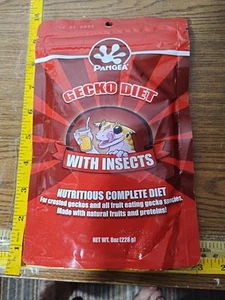 PANGEA
GECKO DIET
WITH INSECTS
NUTRITIOUS COMPLETE DIET
For crested geckos and all fruit eating gecko species.
Made with natural fruits and proteins!
NET WT. 8oz (226 g)